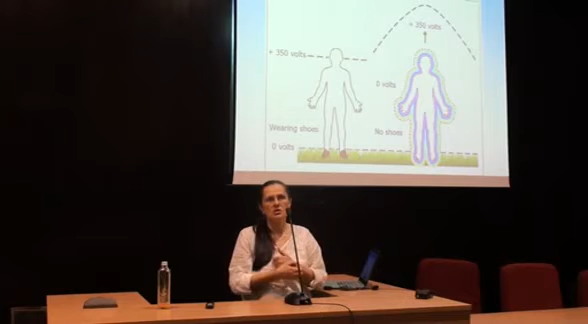 + 350 volts
+ 350 volts
0 volts
Wearing shoes
No shoes
0 volts